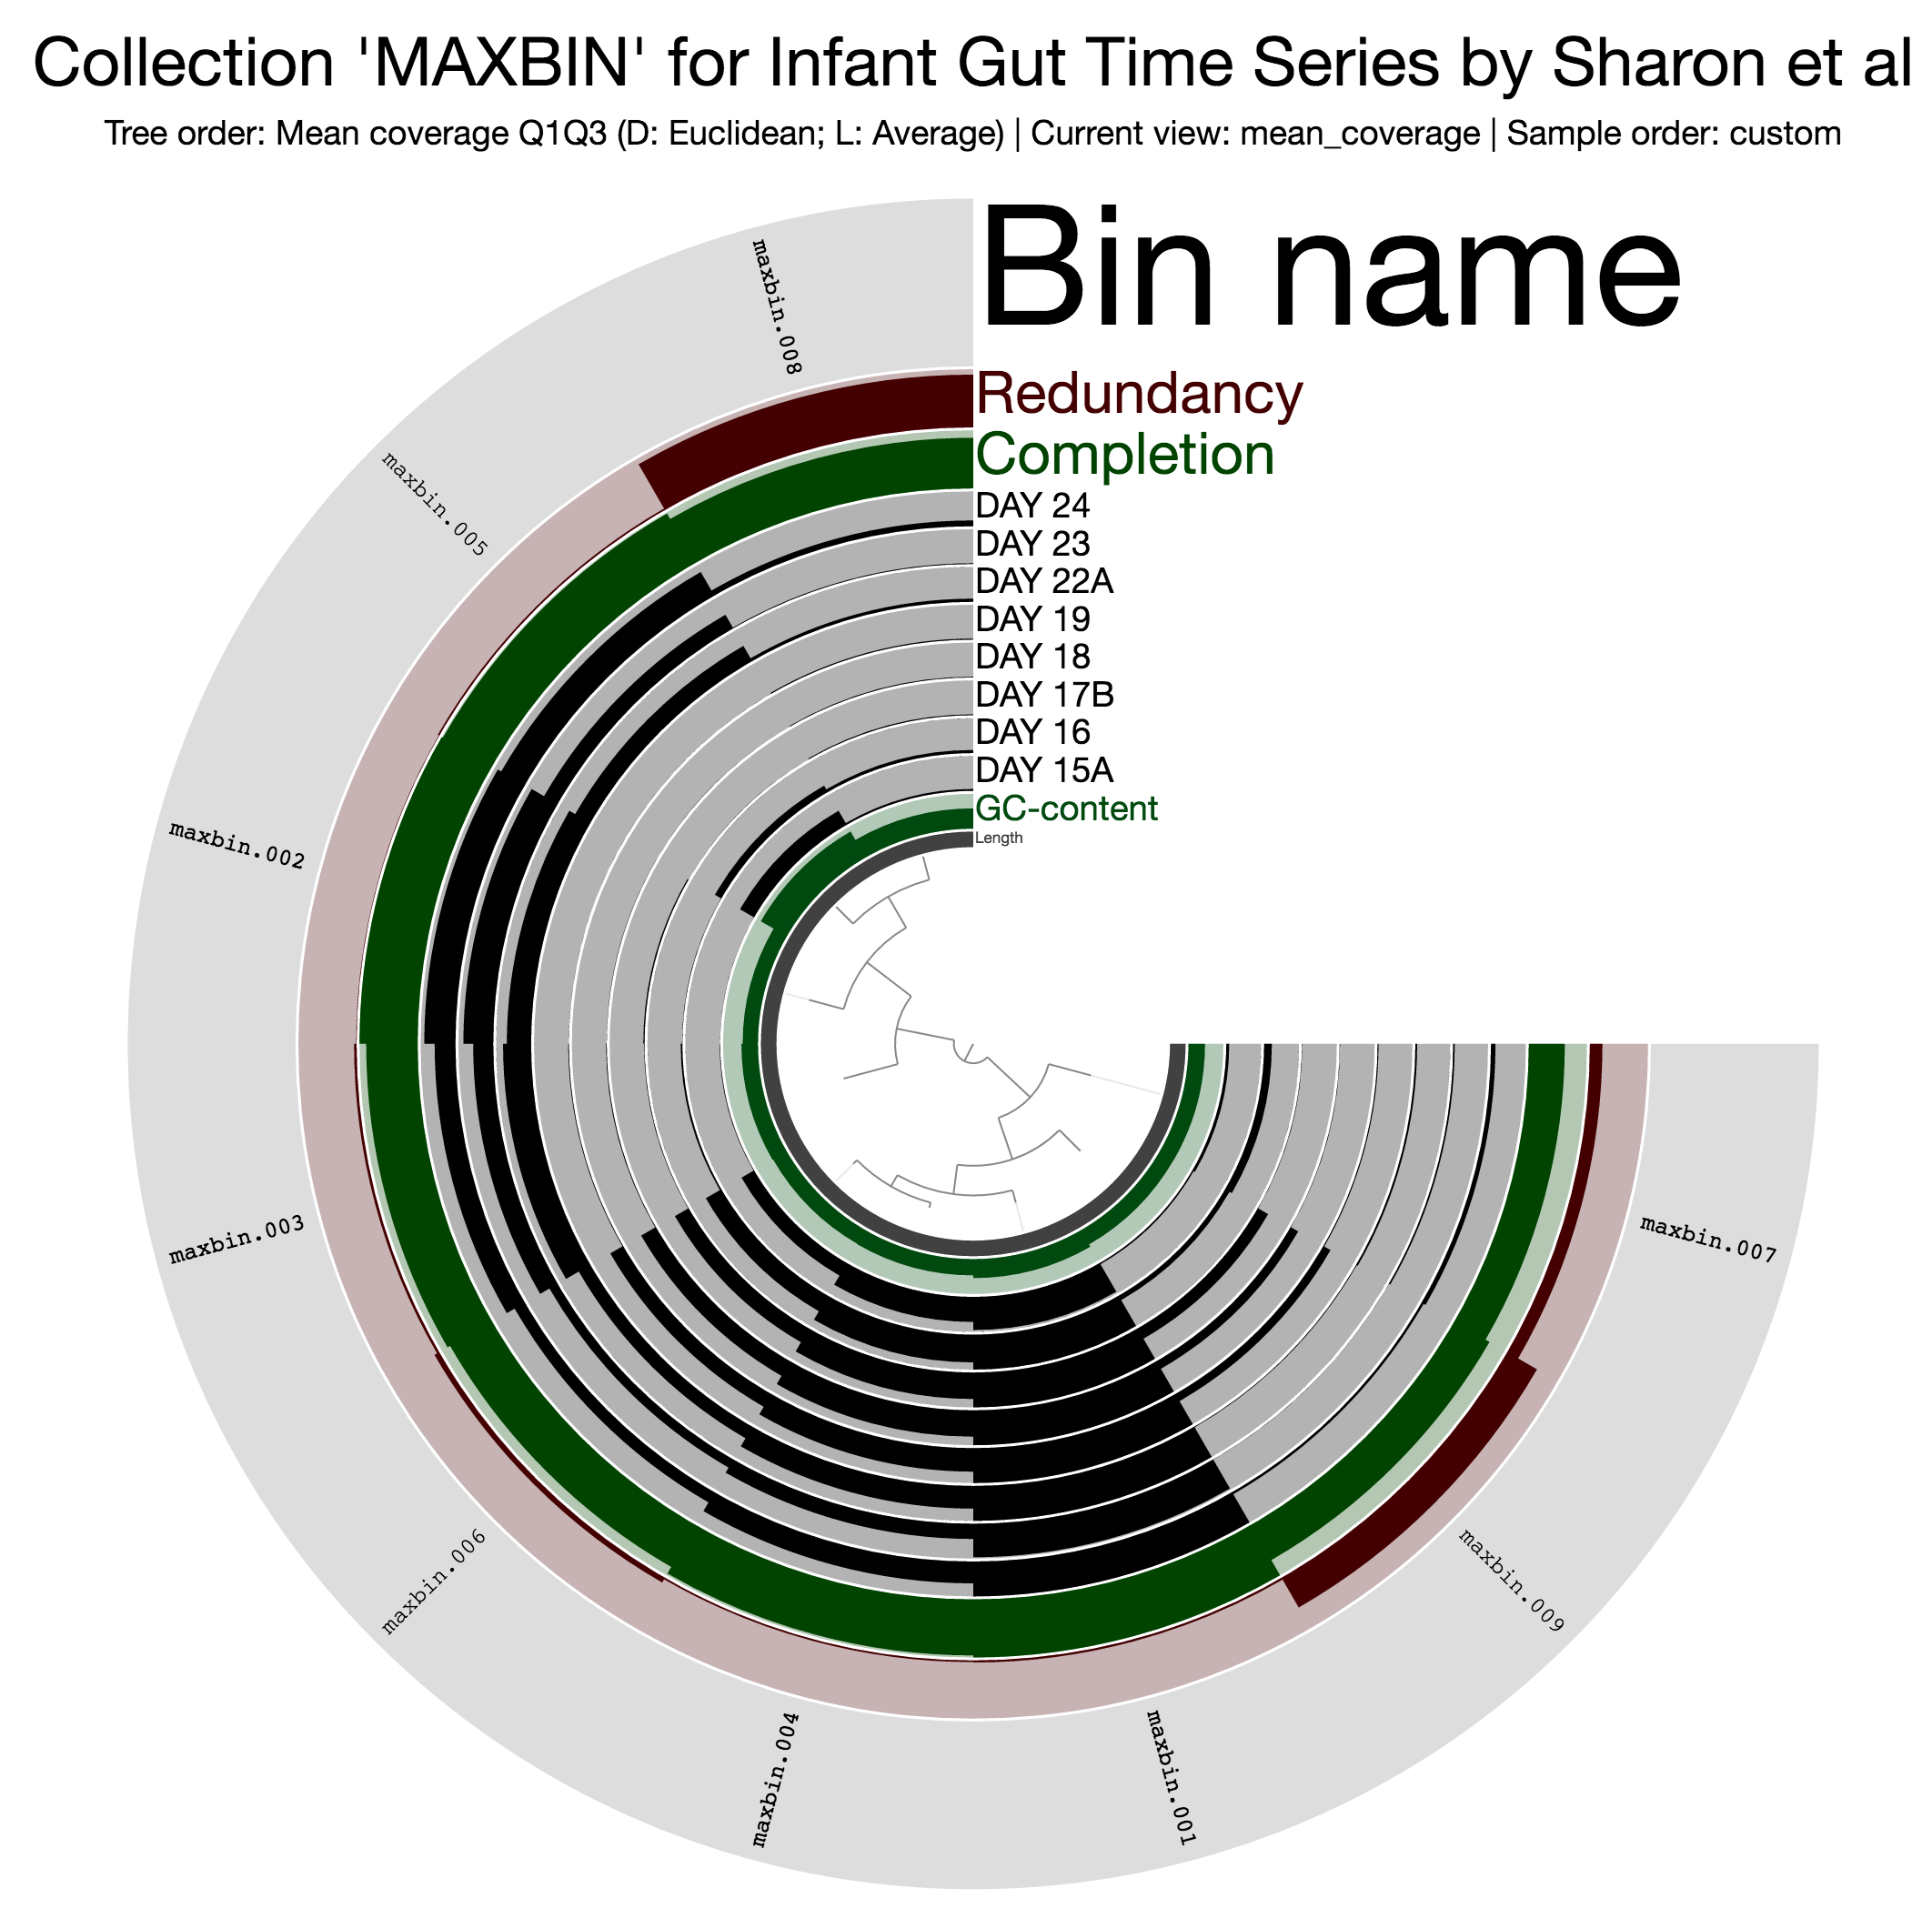 Collection 'MAXBIN' for Infant Gut Time Series by Sharon et al
Tree order: Mean coverage Q1Q3 (D: Euclidean; L: Average) | Current view: mean_coverage | Sample order: custom
Bin name
Redundancy
Completion
DAY 24
DAY 23
DAY 22A
DAY 19
DAY 18
DAY 17B
DAY 16
DAY 15A
GC-content
Length
maxbin.008
maxbin.005
maxbin.002
maxbin.003
maxbin.006
maxbin.004
maxbin.001
maxbin.009
maxbin.007